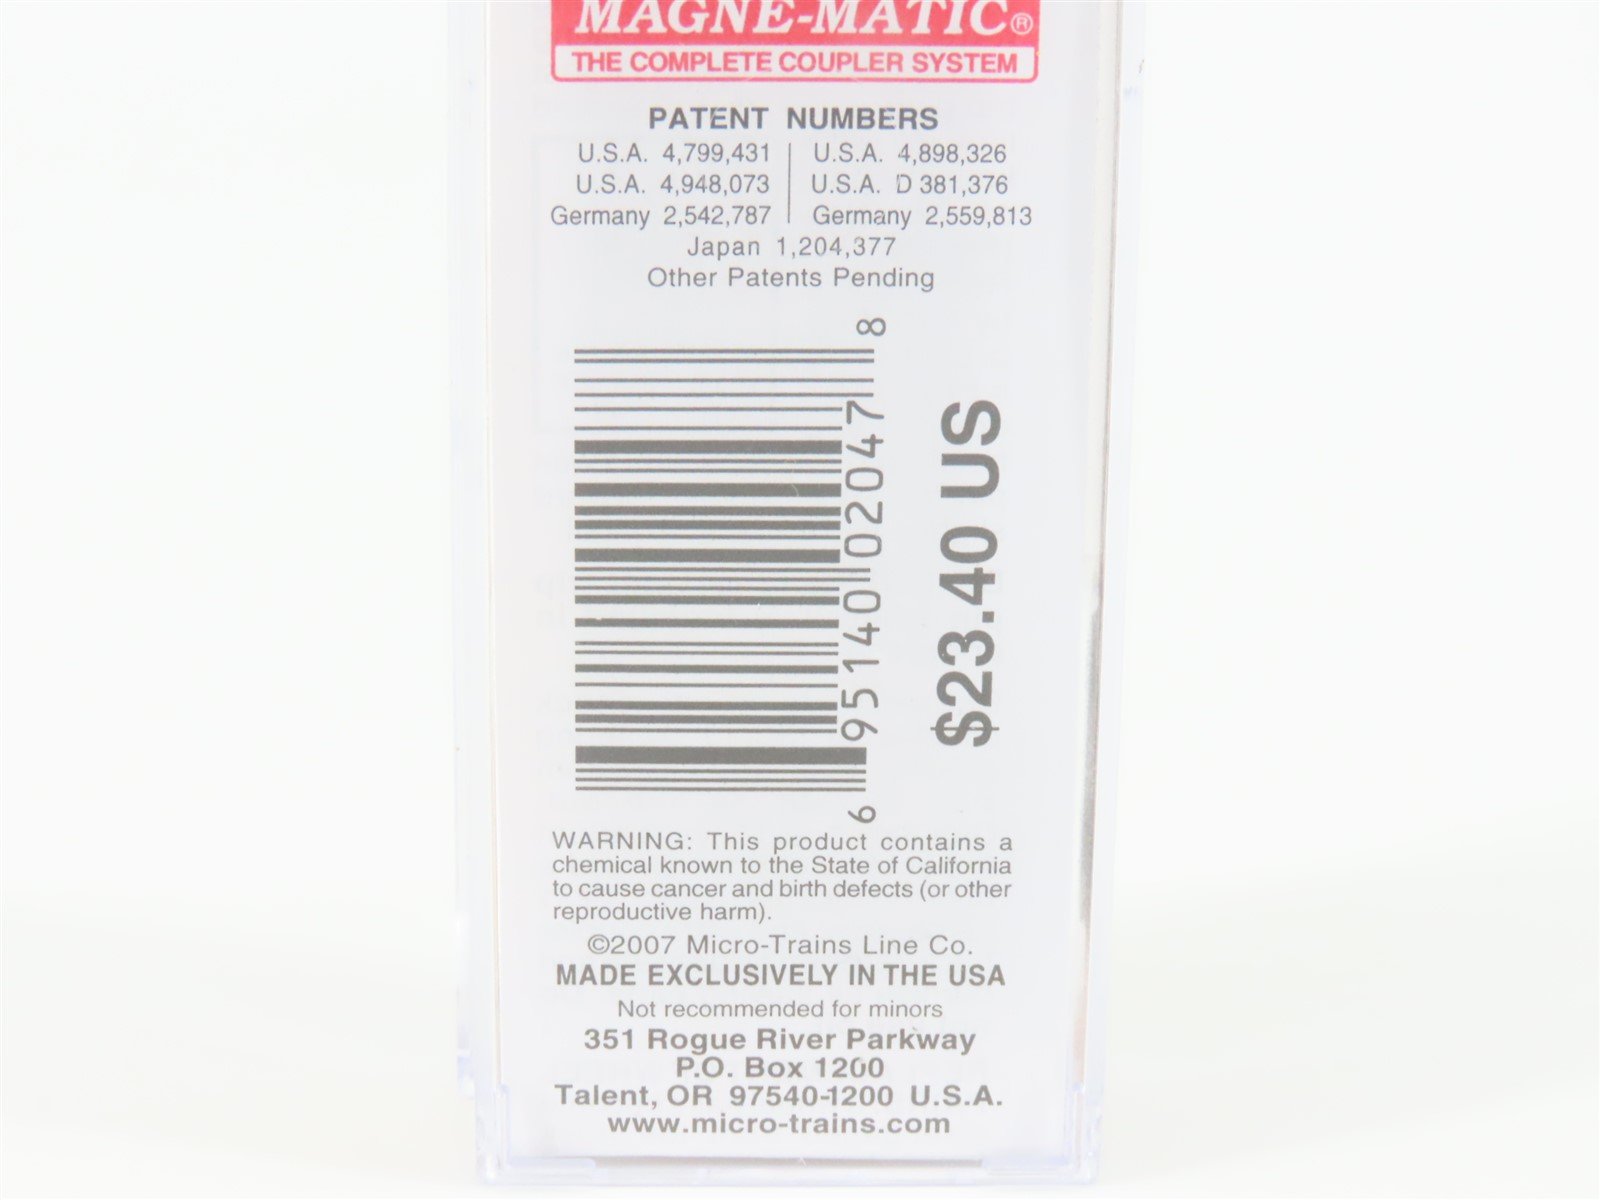 MAGNE-MATIC®
THE COMPLETE COUPLER SYSTEM
PATENT NUMBERS
U.S.A. 4,799,431 | U.S.A. 4,898,326
U.S.A. 4,948,073 | U.S.A. D 381,376
Germany 2,542,787 | Germany 2,559,813
Japan 1,204,377
Other Patents Pending
6 95140 02047 8
$23.40 US
WARNING: This product contains a
chemical known to the State of California
to cause cancer and birth defects (or other
reproductive harm).
©2007 Micro-Trains Line Co.
MADE EXCLUSIVELY IN THE USA
Not recommended for minors
351 Rogue River Parkway
P.O. Box 1200
Talent, OR 97540-1200 U.S.A.
www.micro-trains.com